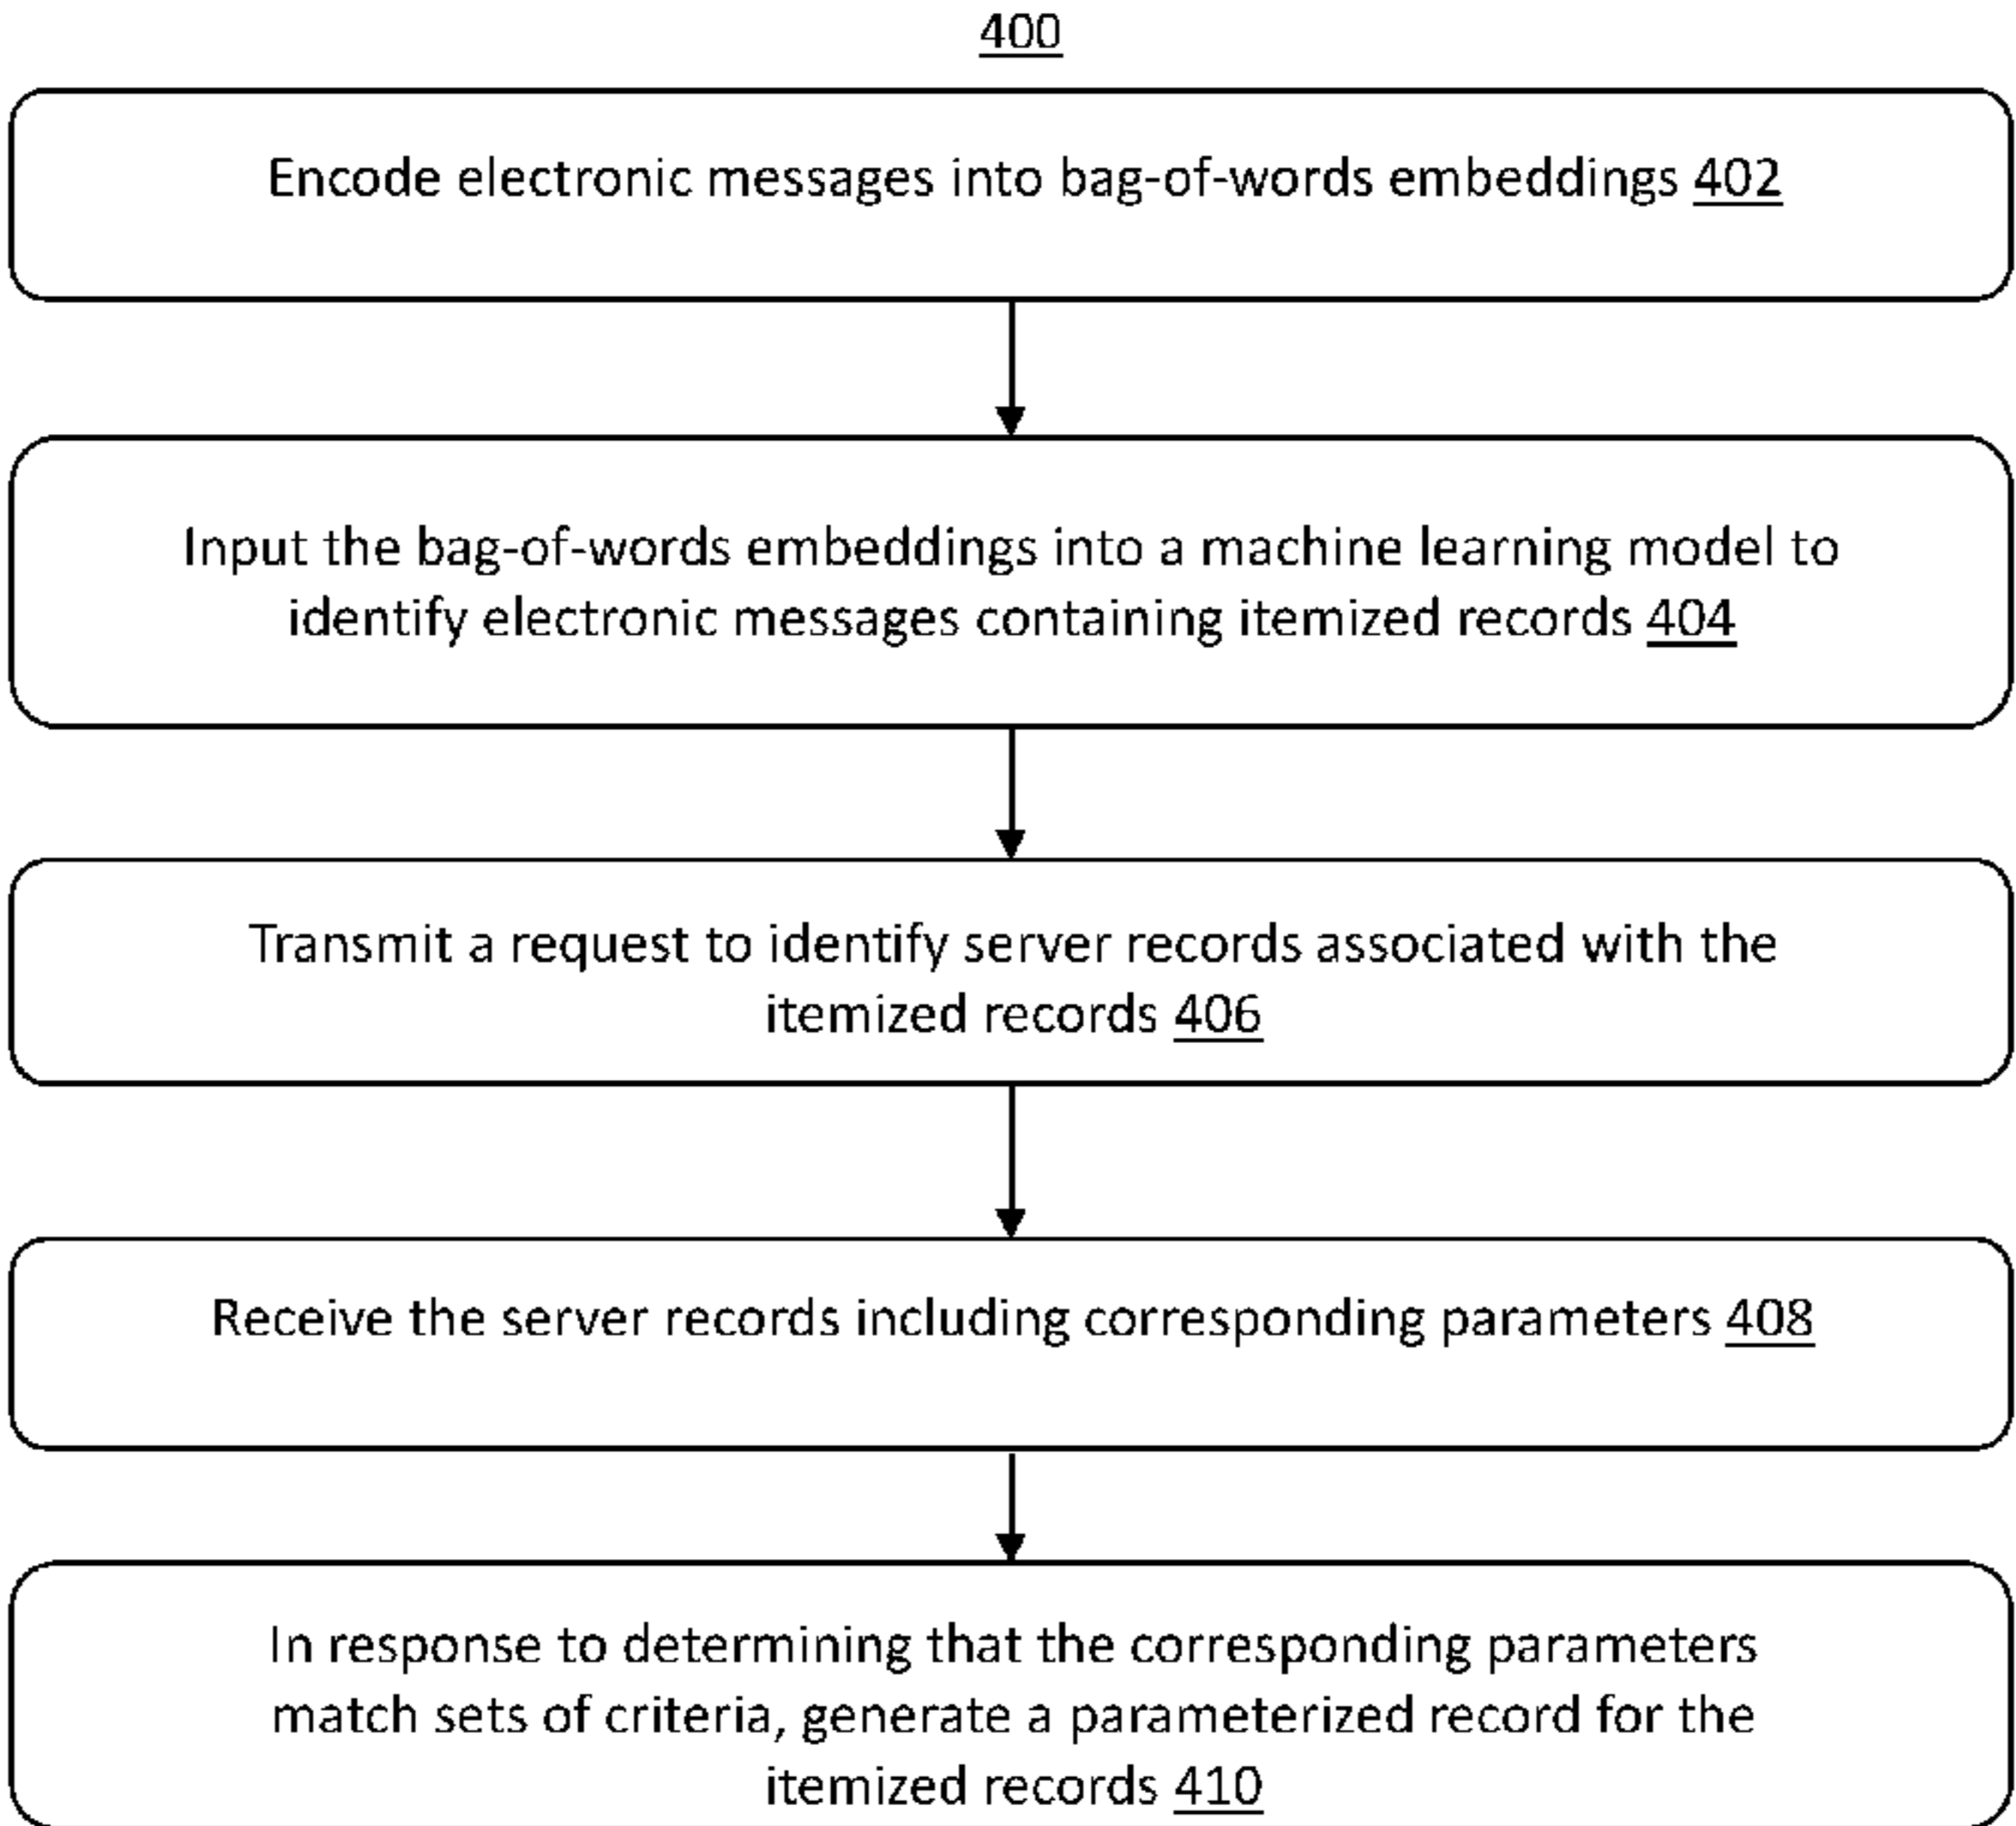 400
Encode electronic messages into bag-of-words embeddings 402
Input the bag-of-words embeddings into a machine learning model to
identify electronic messages containing itemized records 404
Transmit a request to identify server records associated with the
itemized records 406
Receive the server records including corresponding parameters 408
In response to determining that the corresponding parameters
match sets of criteria, generate a parameterized record for the
itemized records 410